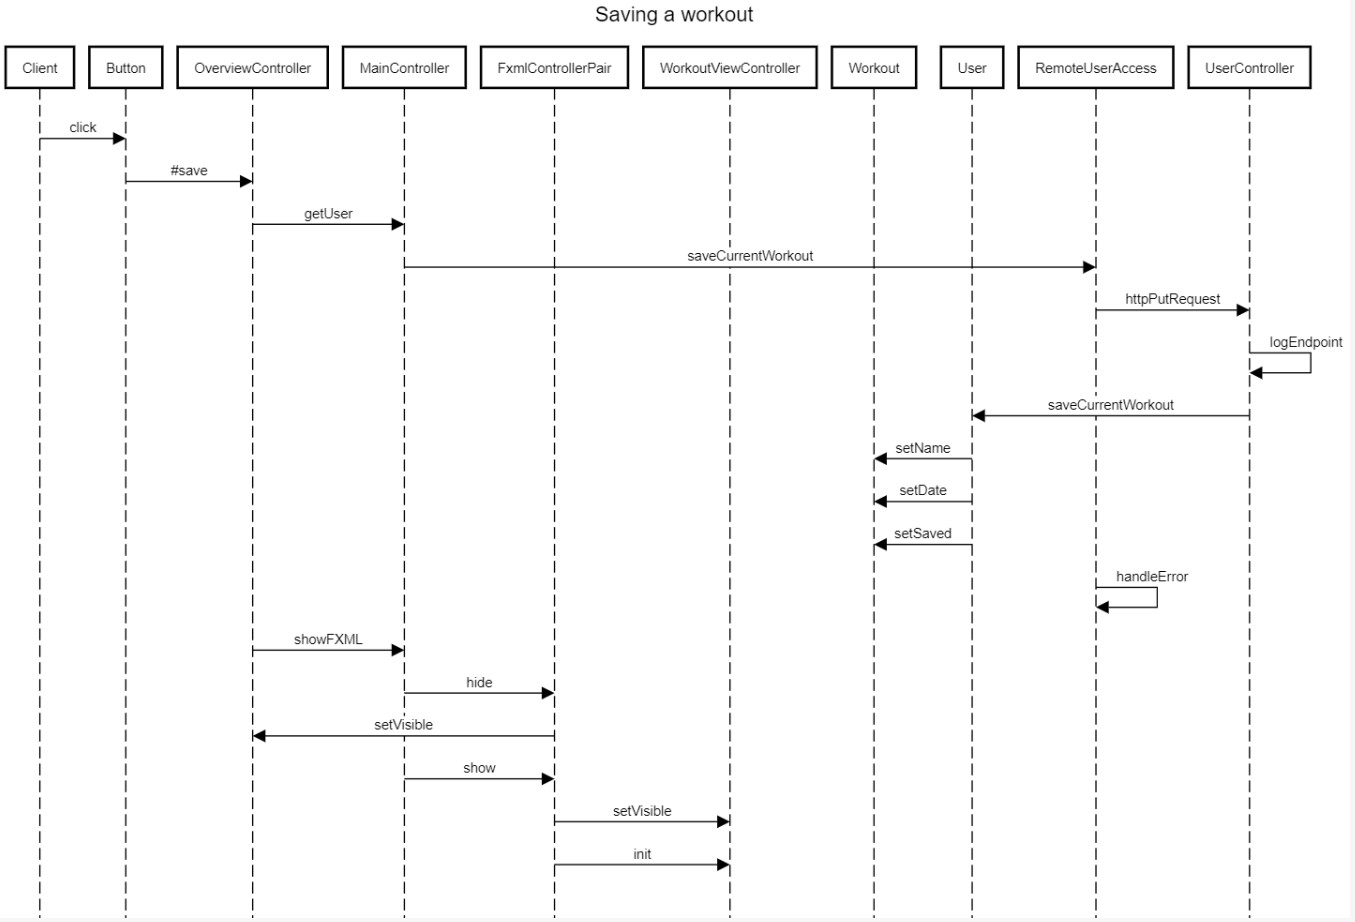 Saving a workout
Client
Button
OverviewController
MainController
FxmlControllerPair
WorkoutViewController
Workout
User
RemoteUserAccess
UserController
click
#save
getUser
saveCurrentWorkout
httpPutRequest
logEndpoint
saveCurrentWorkout
setName
setDate
setSaved
handleError
showFXML
hide
setVisible
show
setVisible
init